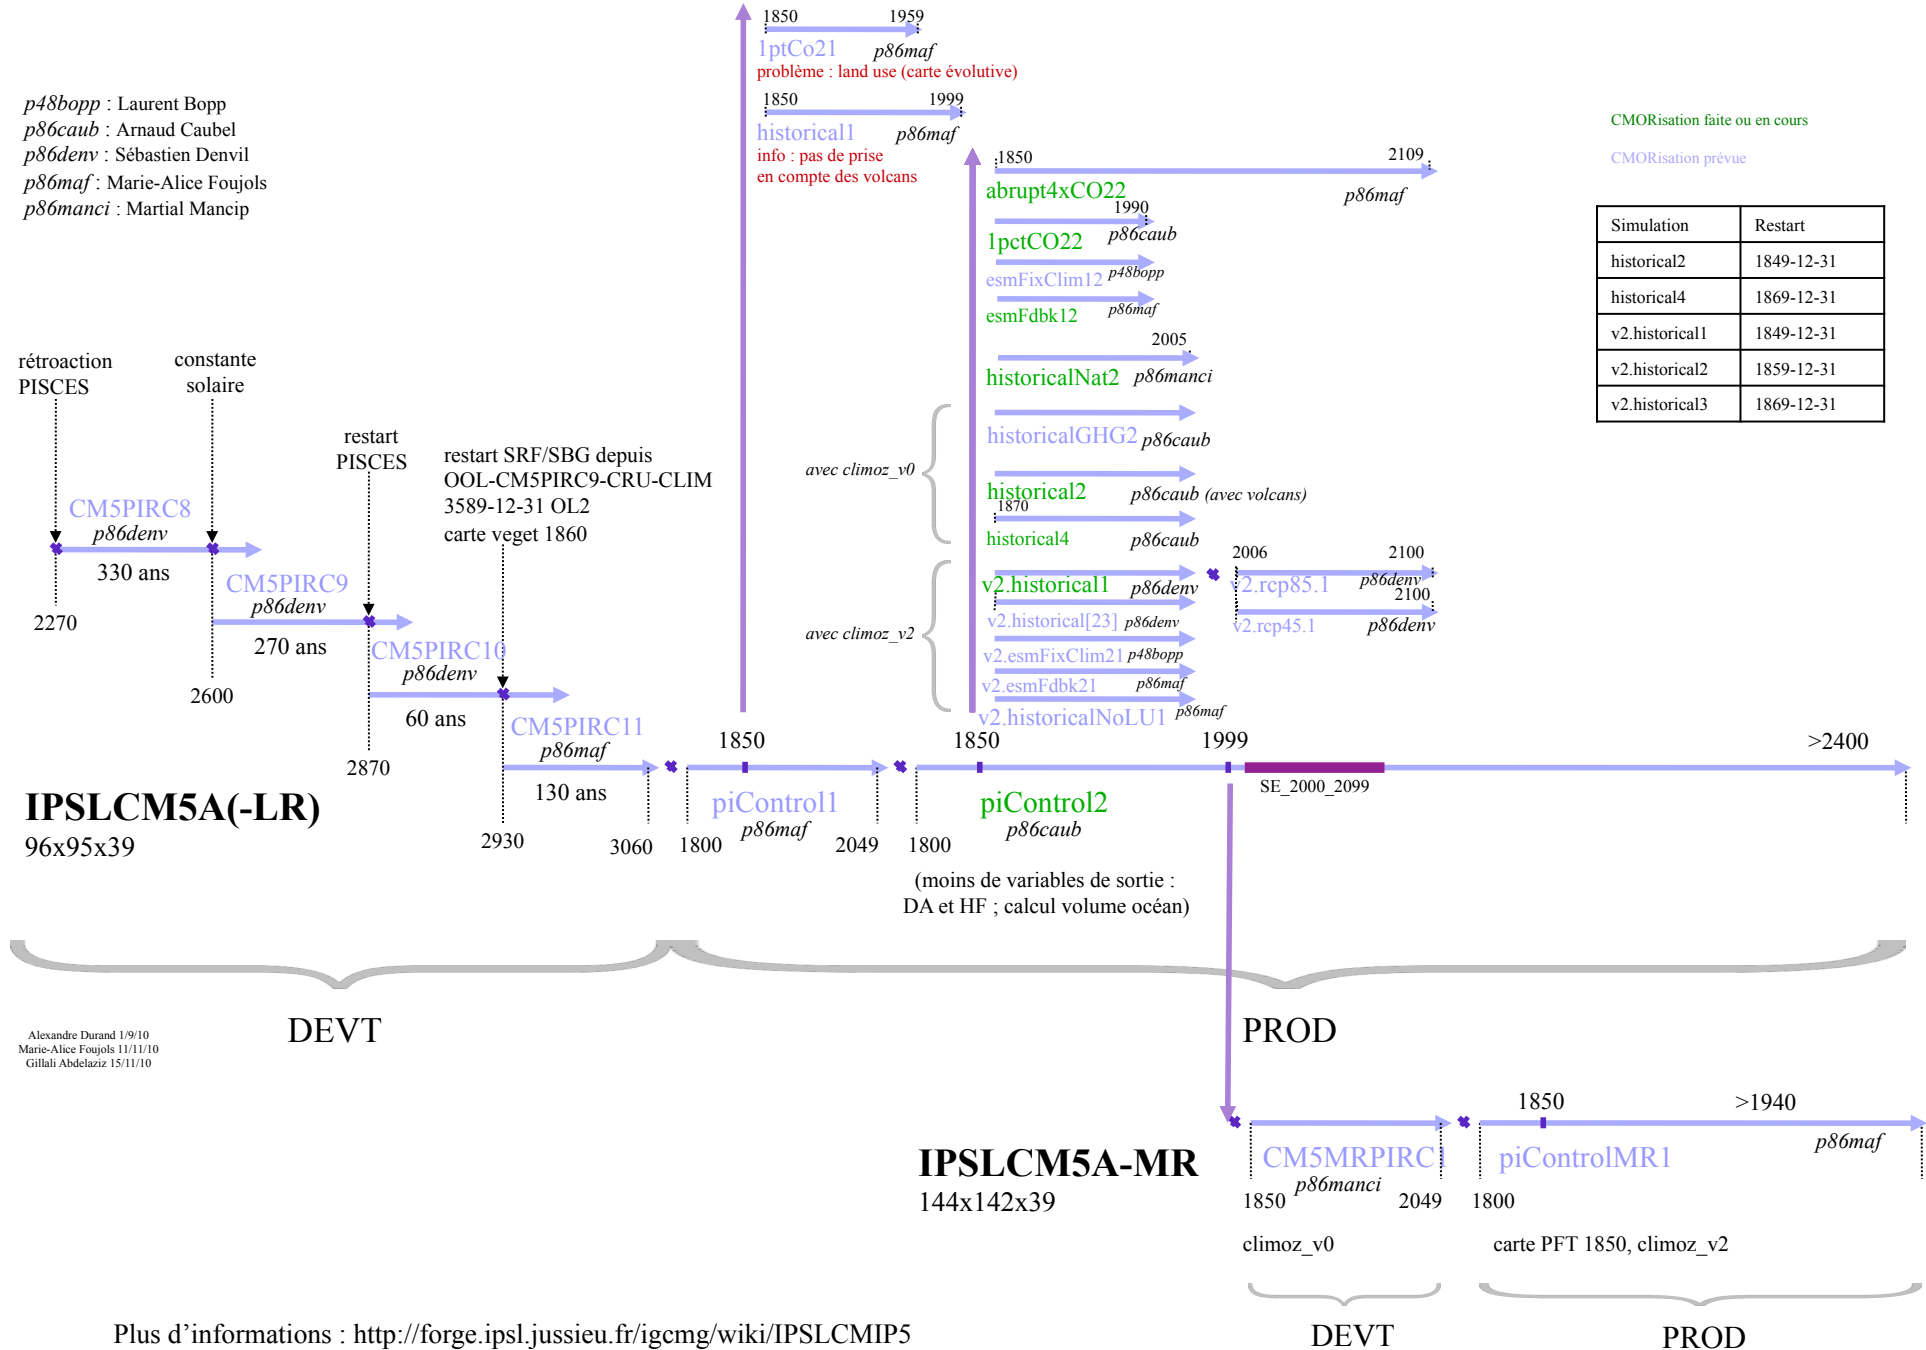 1850 1959
1ptCo21 p86maf
problème : land use (carte évolutive)
1850 1999
historical1 p86maf
info : pas de prise
en compte des volcans
p48bopp : Laurent Bopp
p86caub : Arnaud Caubel
p86denv : Sébastien Denvil
p86maf : Marie-Alice Foujols
p86manci : Martial Mancip
CMORisation faite ou en cours
CMORisation prévue
Simulation Restart
historical2 1849-12-31
historical4 1869-12-31
v2.historical1 1849-12-31
v2.historical2 1859-12-31
v2.historical3 1869-12-31
1850 2109
abrupt4xCO22 p86maf
1990
1pctCO22 p86caub
esmFixClim12 p48bopp
esmFdbk12 p86maf
2005
historicalNat2 p86manci
avec climoz_v0
historicalGHG2 p86caub
historical2 p86caub (avec volcans)
1870
historical4 p86caub
avec climoz_v2
v2.historical1 p86denv
v2.historical[23] p86denv
v2.esmFixClim21 p48bopp
v2.esmFdbk21 p86maf
v2.historicalNoLU1 p86maf
2006 2100
v2.rcp85.1 p86denv
2100
v2.rcp45.1 p86denv
rétroaction
PISCES
constante
solaire
restart
PISCES
restart SRF/SBG depuis
OOL-CM5PIRC9-CRU-CLIM
3589-12-31 OL2
carte veget 1860
CM5PIRC8
p86denv
330 ans
2270
CM5PIRC9
p86denv
270 ans
2600
CM5PIRC10
p86denv
60 ans
2870
CM5PIRC11
p86maf
130 ans
2930 3060
1850
piControl1
p86maf
1800 2049
1850 1999 >2400
SE_2000_2099
piControl2
p86caub
1800
(moins de variables de sortie :
DA et HF ; calcul volume océan)
IPSLCM5A(-LR)
96x95x39
DEVT PROD
Alexandre Durand 1/9/10
Marie-Alice Foujols 11/11/10
Gillali Abdelaziz 15/11/10
IPSLCM5A-MR
144x142x39
CM5MRPIRC1
p86manci
1850 2049
climoz_v0
1850 >1940
p86maf
piControlMR1
1800
carte PFT 1850, climoz_v2
DEVT PROD
Plus d’informations : http://forge.ipsl.jussieu.fr/igcmg/wiki/IPSLCMIP5